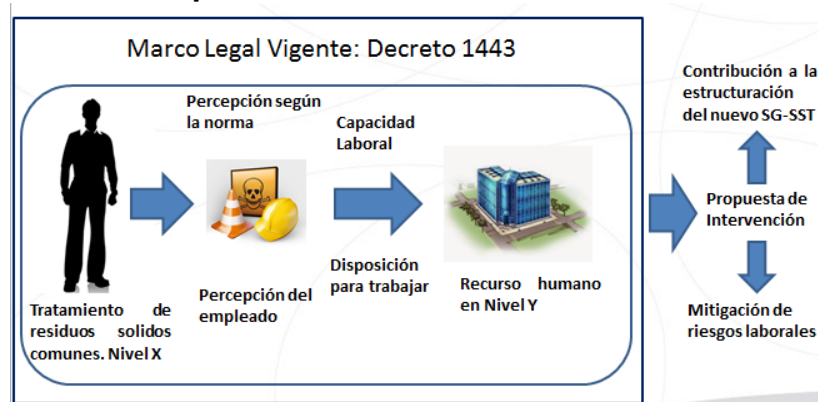 Marco Legal Vigente: Decreto 1443
Percepción según
la norma
Capacidad
Laboral
Tratamiento de
residuos solidos
comunes. Nivel X
Percepción del
empleado
Disposición
para trabajar
Recurso humano
en Nivel Y
Contribución a la
estructuración
del nuevo SG-SST
Propuesta de
Intervención
Mitigación de
riesgos laborales